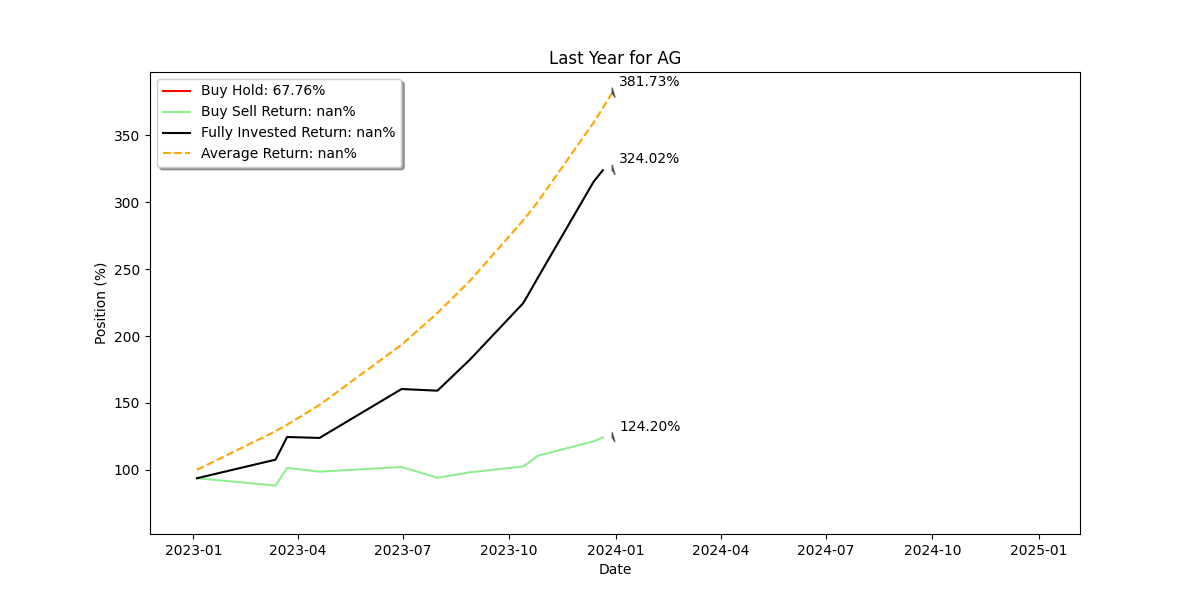 Last Year for AG
Buy Hold: 67.76%
Buy Sell Return: nan%
Fully Invested Return: nan%
Average Return: nan%
381.73%
324.02%
124.20%
Position (%)
350
300
250
200
150
100
2023-01
2023-04
2023-07
2023-10
2024-01
2024-04
2024-07
2024-10
2025-01
Date